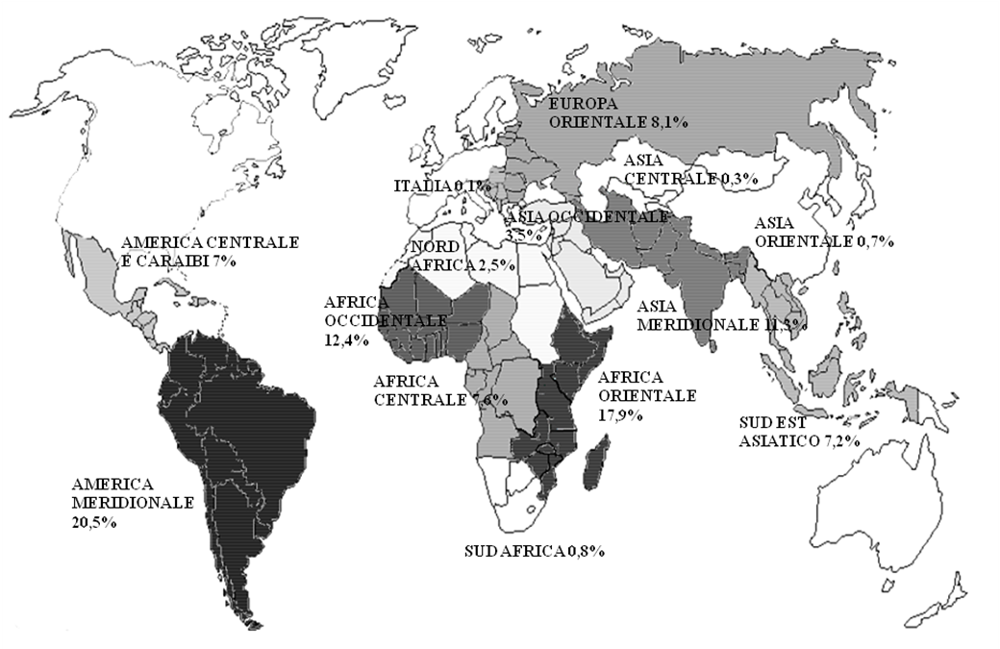 EUROPA
ORIENTALE 8,1%
ASIA
CENTRALE 0,3%
ITALIA 0,1%
ASIA OCCIDENTALE
3,5%
ASIA
ORIENTALE 0,7%
AMERICA CENTRALE
E CARAIBI 7%
NORD
AFRICA 2,5%
AFRICA
OCCIDENTALE
12,4%
ASIA
MERIDIONALE 11,3%
AFRICA
CENTRALE 7,6%
AFRICA
ORIENTALE
17,9%
SUD EST
ASIATICO 7,2%
AMERICA
MERIDIONALE
20,5%
SUD AFRICA 0,8%